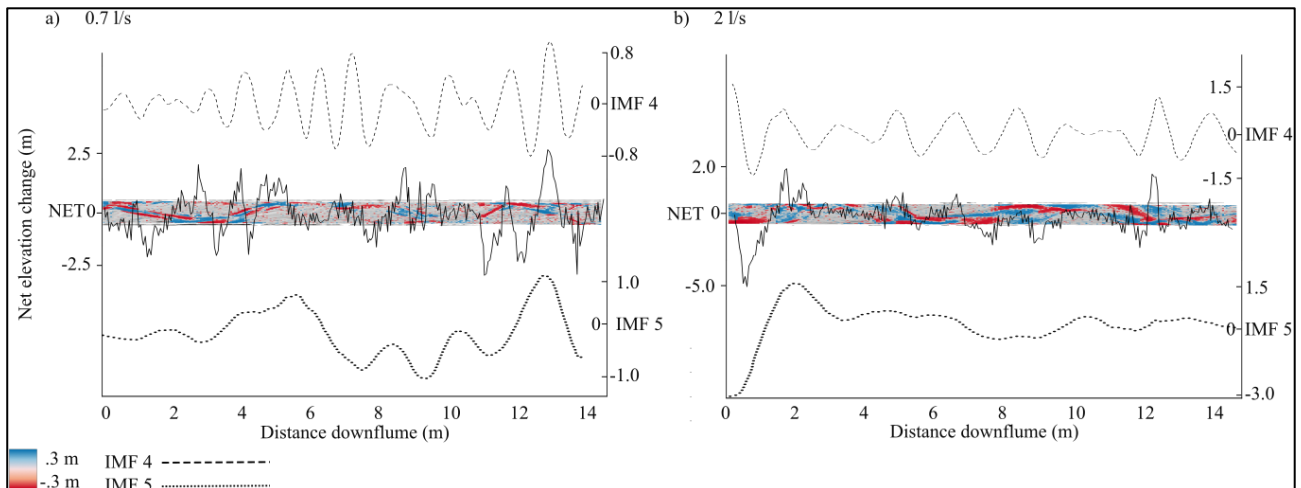 a) 0.7 l/s
b) 2 l/s
0.8
0 IMF 4
-0.8
2.5
NET0
-2.5
1.0
0 IMF 5
-1.0
Net elevation change (m)
0 2 4 6 8 10 12 14
Distance downflume (m)
1.5
0 IMF 4
-1.5
2.0
NET 0
-5.0
1.5
0 IMF 5
-3.0
0 2 4 6 8 10 12 14
Distance downflume (m)
.3 m
-.3 m
IMF 4
IMF 5